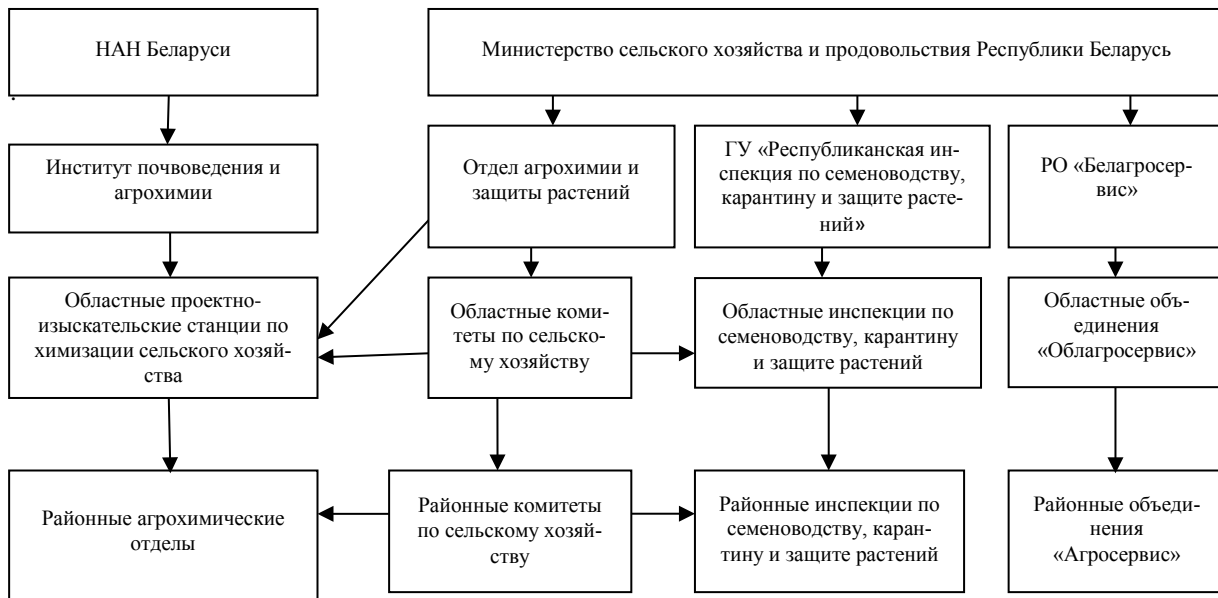 НАН Беларуси
Министерство сельского хозяйства и продовольствия Республики Беларусь
Институт почвоведения и
агрохимии
Отдел агрохимии и
защиты растений
ГУ «Республиканская ин-
спекция по семеноводству,
карантину и защите расте-
ний»
РО «Белагросер-
вис»
Областные проектно-
изыскательские станции по
химизации сельского хозяй-
ства
Областные коми-
теты по сельско-
му хозяйству
Областные инспекции по
семеноводству, карантину
и защите растений
Областные объ-
единения
«Облагросервис»
Районные агрохимические
отделы
Районные комитеты
по сельскому хозяй-
ству
Районные инспекции по
семеноводству, каран-
тину и защите растений
Районные объеди-
нения
«Агросервис»